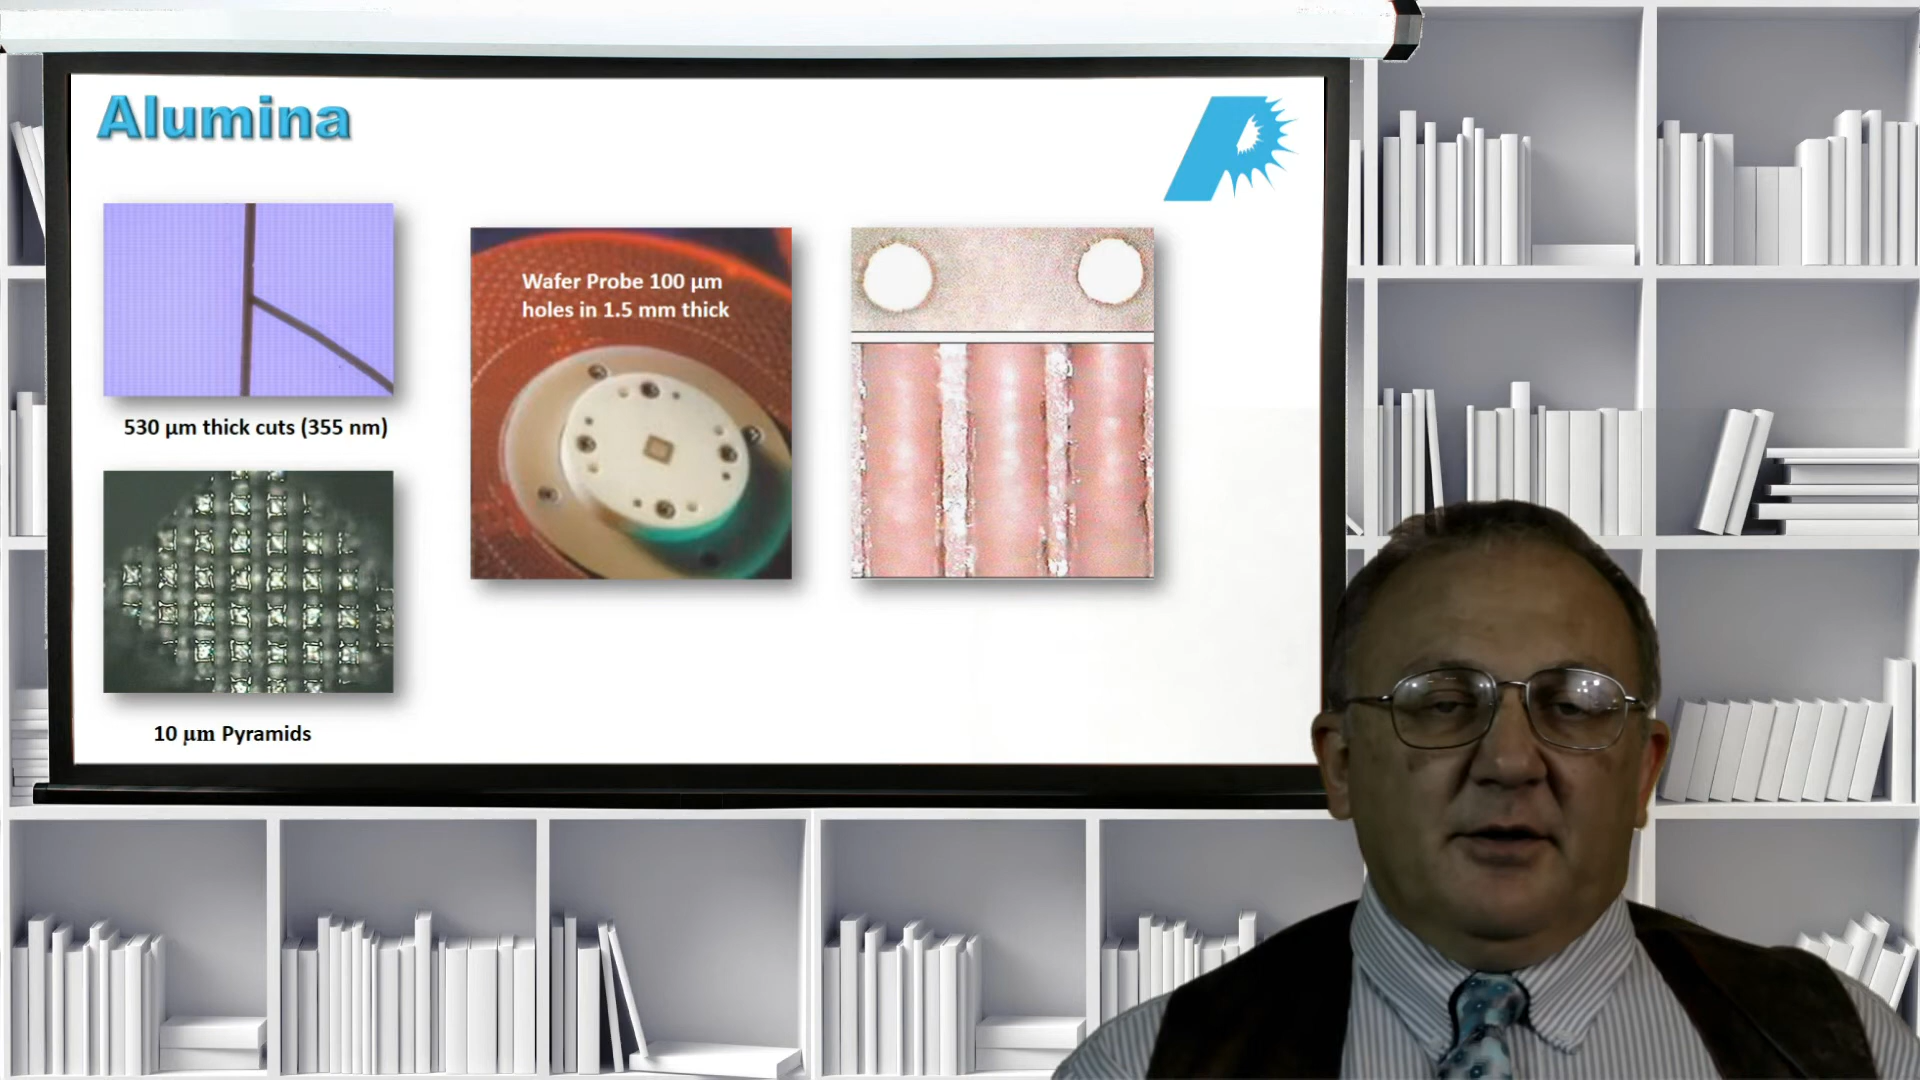 Alumina
Wafer Probe 100 µm
holes in 1.5 mm thick
530 µm thick cuts (355 nm)
10 µm Pyramids